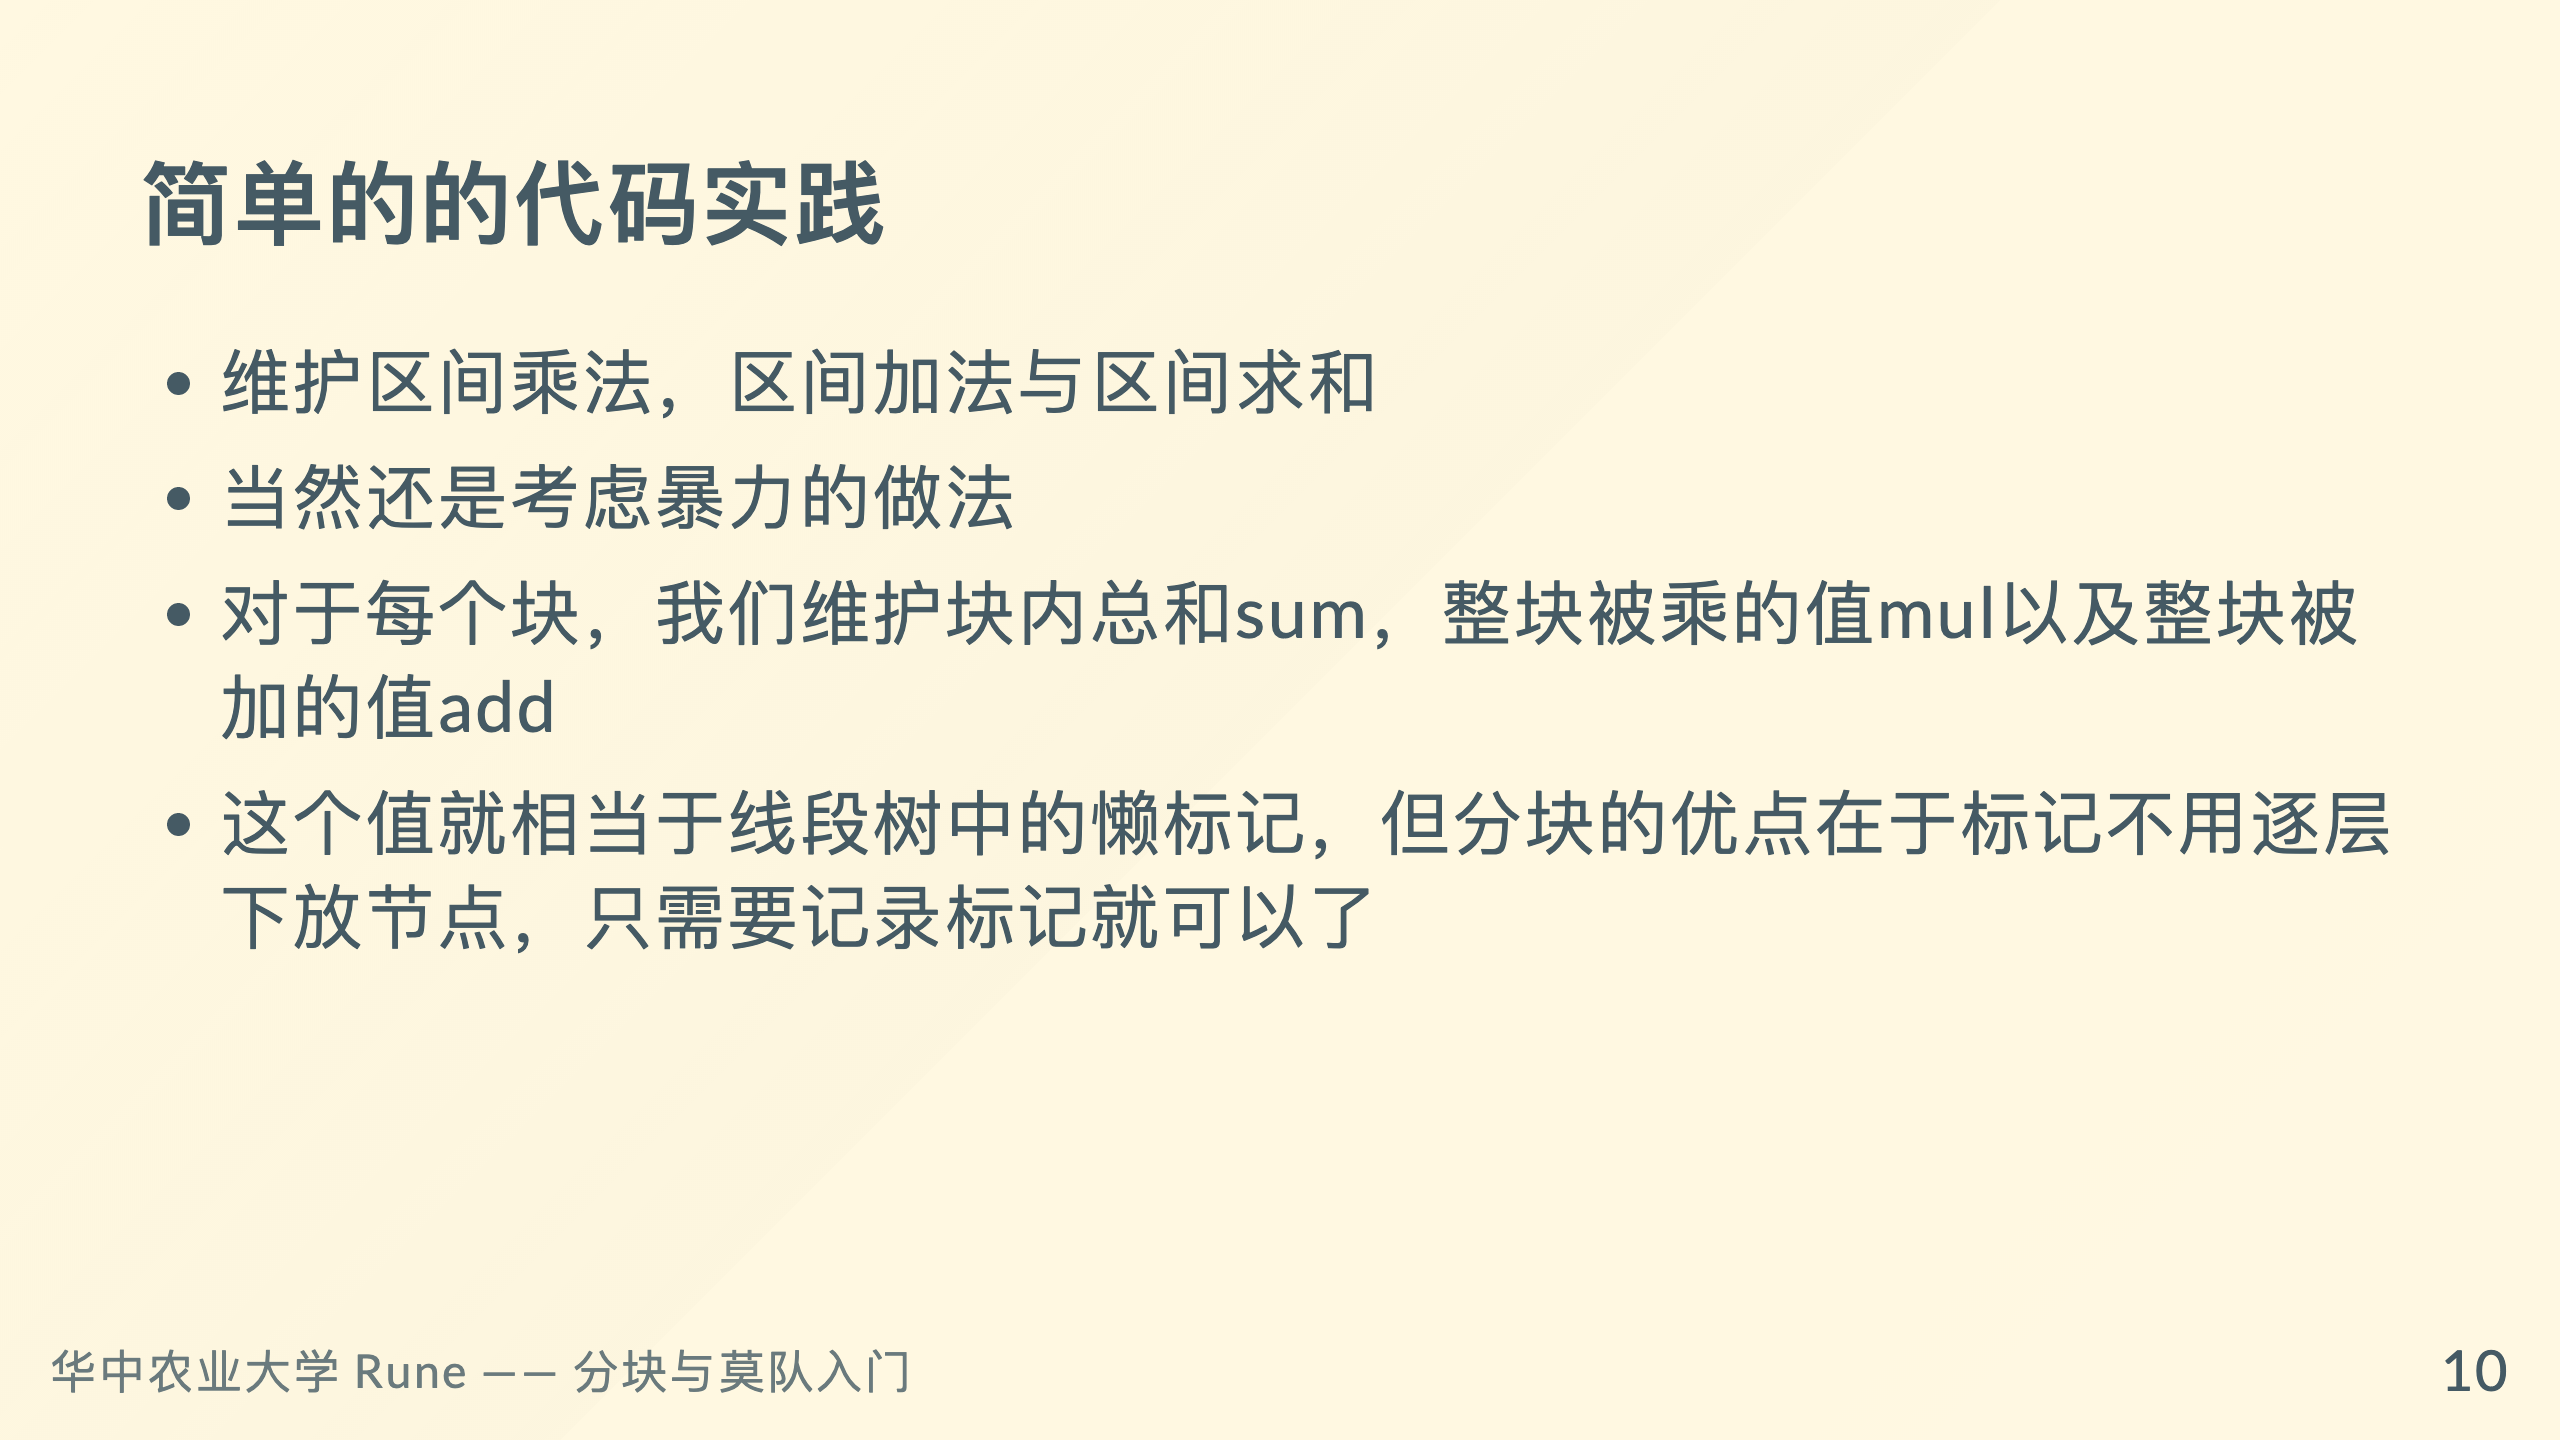 简单的的代码实践
维护区间乘法，区间加法与区间求和
当然还是考虑暴力的做法
对于每个块，我们维护块内总和sum，整块被乘的值mul以及整块被
加的值add
这个值就相当于线段树中的懒标记，但分块的优点在于标记不用逐层
下放节点，只需要记录标记就可以了
华中农业大学 Rune —— 分块与莫队入门
10